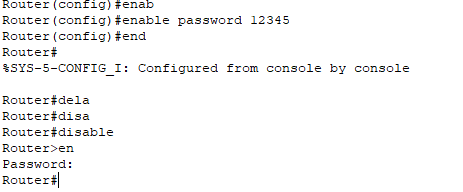 Router(config)#enab
Router(config)#enable password 12345
Router(config)#end
Router#
%SYS-5-CONFIG_I: Configured from console by console

Router#dela
Router#disa
Router#disable
Router>en
Password:
Router#